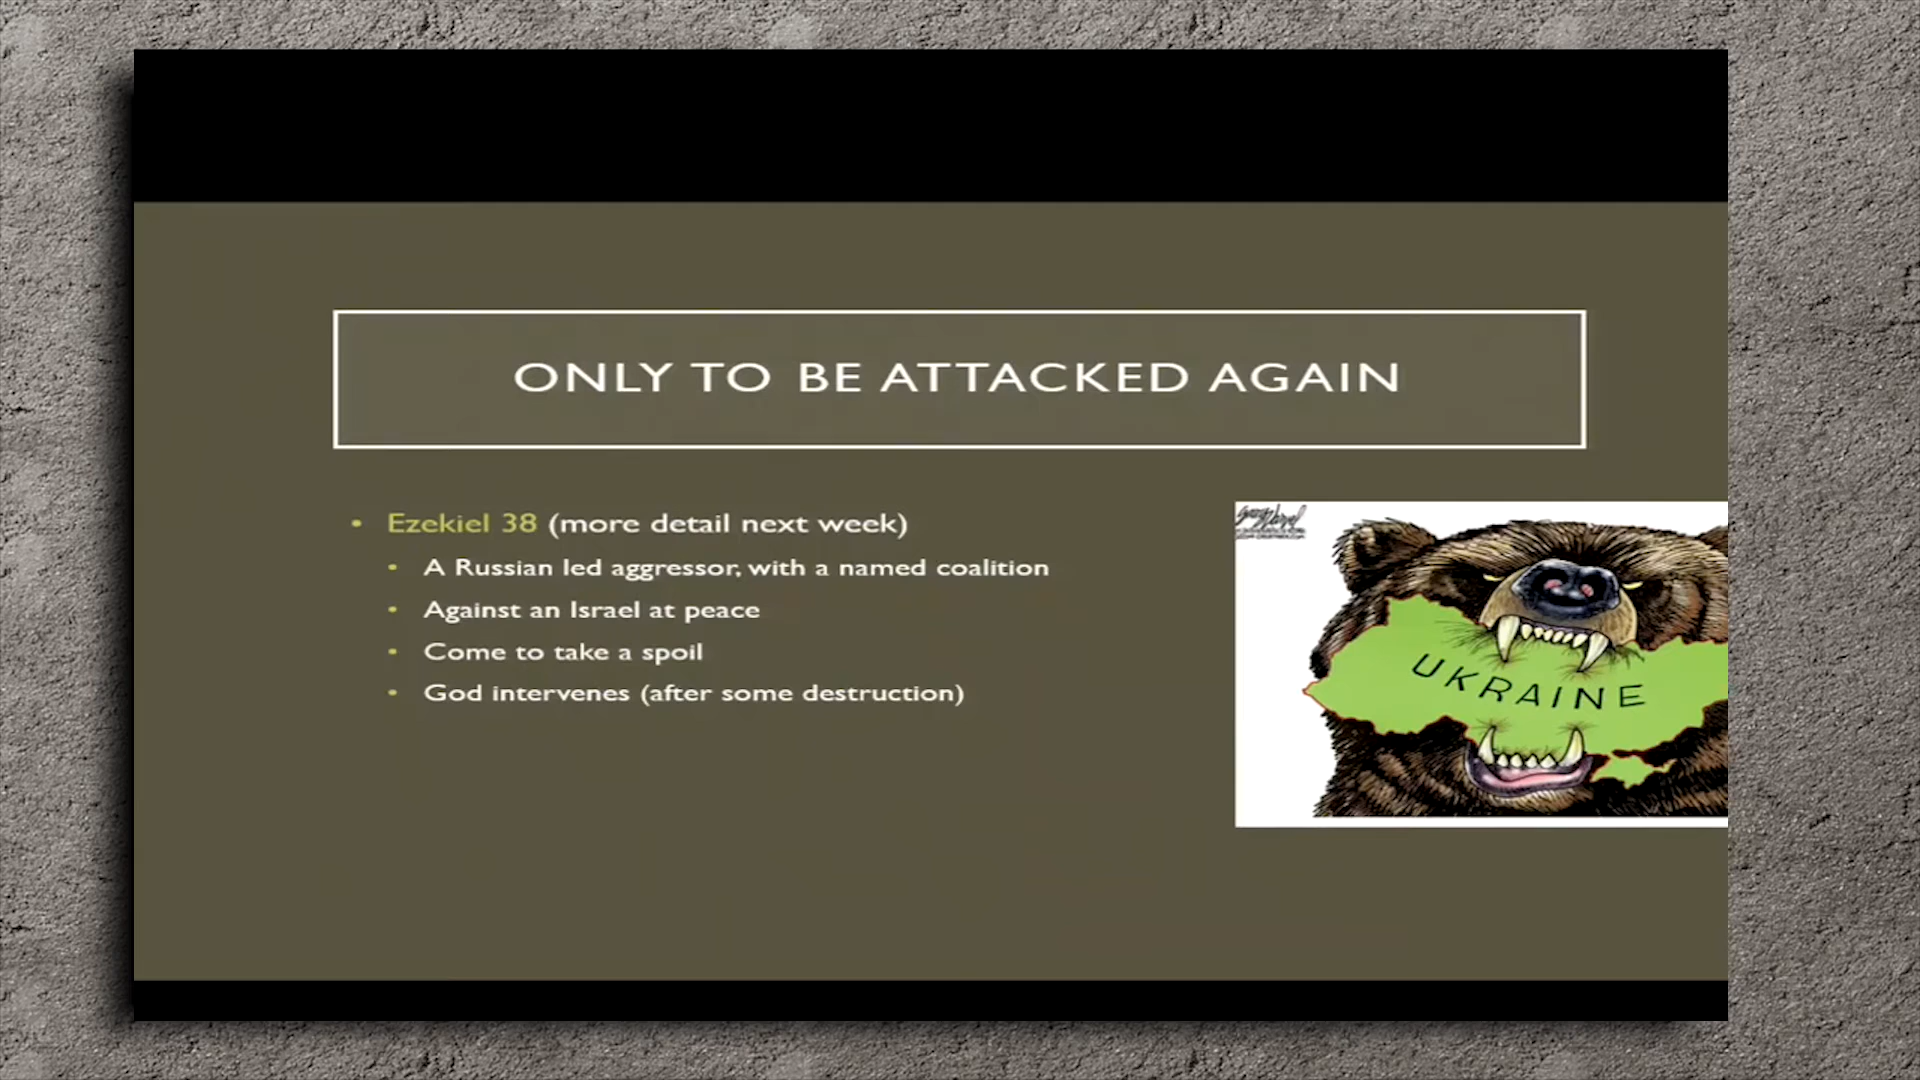 ONLY TO BE ATTACKED AGAIN
• Ezekiel 38 (more detail next week)
• A Russian led aggressor, with a named coalition
• Against an Israel at peace
• Come to take a spoil
• God intervenes (after some destruction)
UKRAINE